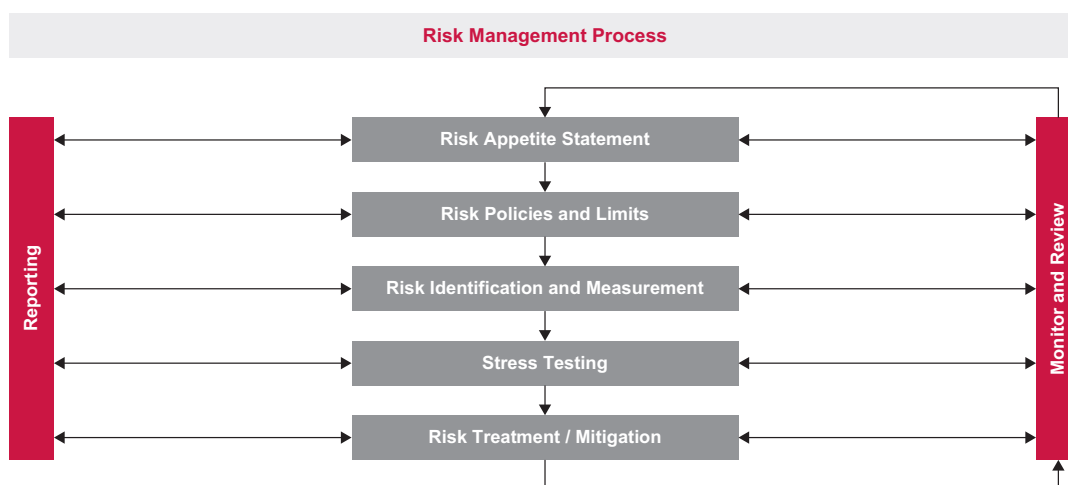 Risk Management Process
Risk Appetite Statement
Risk Policies and Limits
Risk Identification and Measurement
Stress Testing
Risk Treatment / Mitigation
Reporting
Monitor and Review